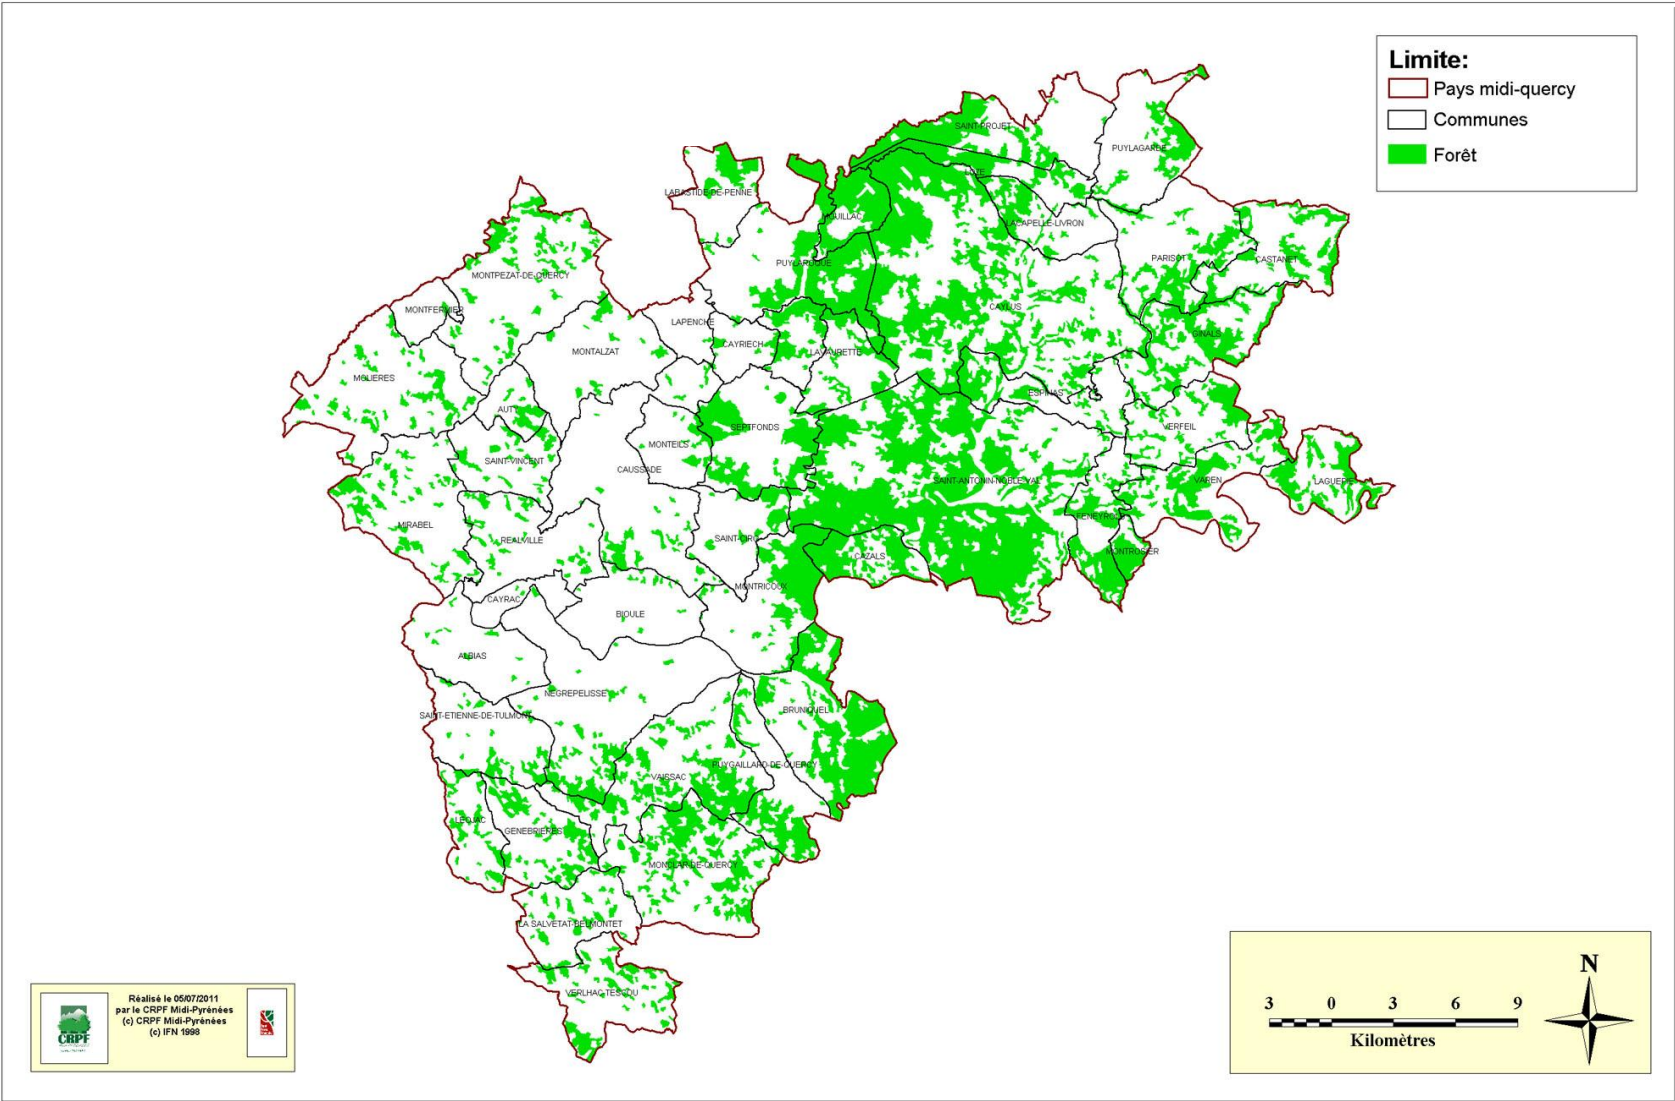 Limite:
Pays midi-quercy
Communes
Forêt
SAINT-PROJET
PUYLAGARDE
LOZE
LABASTIDE-DE-PENNE
MOUILLAC
LACAPELLE-LIVRON
PUYLAROQUE
PARISOT
CASTANET
MONTPEZAT-DE-QUERCY
MONTFERMIER
CAYLUS
LAPENCHE
GINALS
CAYRIECH
MONTALZAT
LAVAURETTE
MOLIERES
ESPINAS
AUTY
SEPTFONDS
VERFEIL
MONTEILS
SAINT-VINCENT
CAUSSADE
SAINT-ANTONIN-NOBLE-VAL
VAREN
LAGUEPIE
FENEYROLS
MIRABEL
REALVILLE
SAINT-CIRQ
MONTROSIER
CAZALS
MONTRICOUX
CAYRAC
BIOULE
ALBIAS
NEGREPELISSE
BRUNIQUEL
SAINT-ETIENNE-DE-TULMONT
PUYGAILLARD-DE-QUERCY
VAISSAC
LEOJAC
GENEBRIERES
MONCLAR-DE-QUERCY
LA SALVETAT-BELMONTET
VERLHAC-TESCOU
Réalisé le 05/07/2011
par le CRPF Midi-Pyrénées
(c) CRPF Midi-Pyrénées
(c) IFN 1998
CRPF
N
3 0 3 6 9
Kilomètres